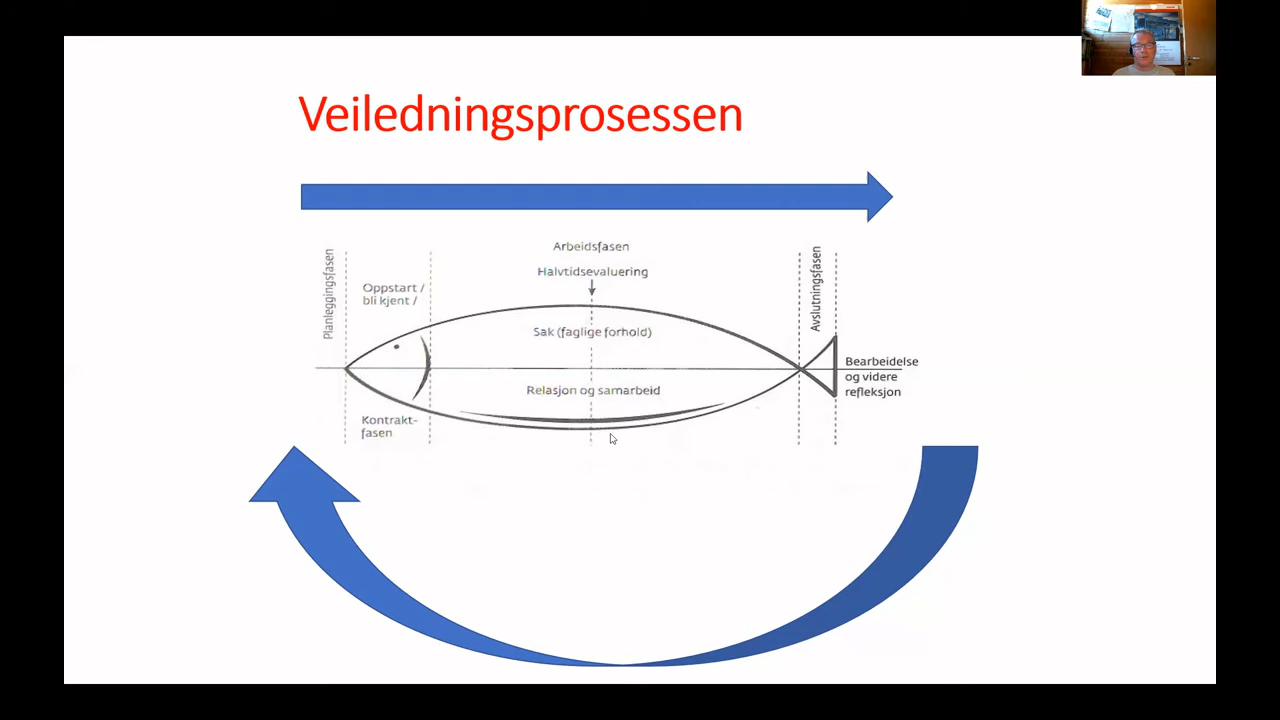 Veiledningsprosessen
Arbeidsfasen
Halvtidsevaluering
Planleggingsfasen
Oppstart /
bli kjent /
Sak (faglige forhold)
Relasjon og samarbeid
Kontrakt-
fasen
Avslutningsfasen
Bearbeidelse
og videre
refleksjon